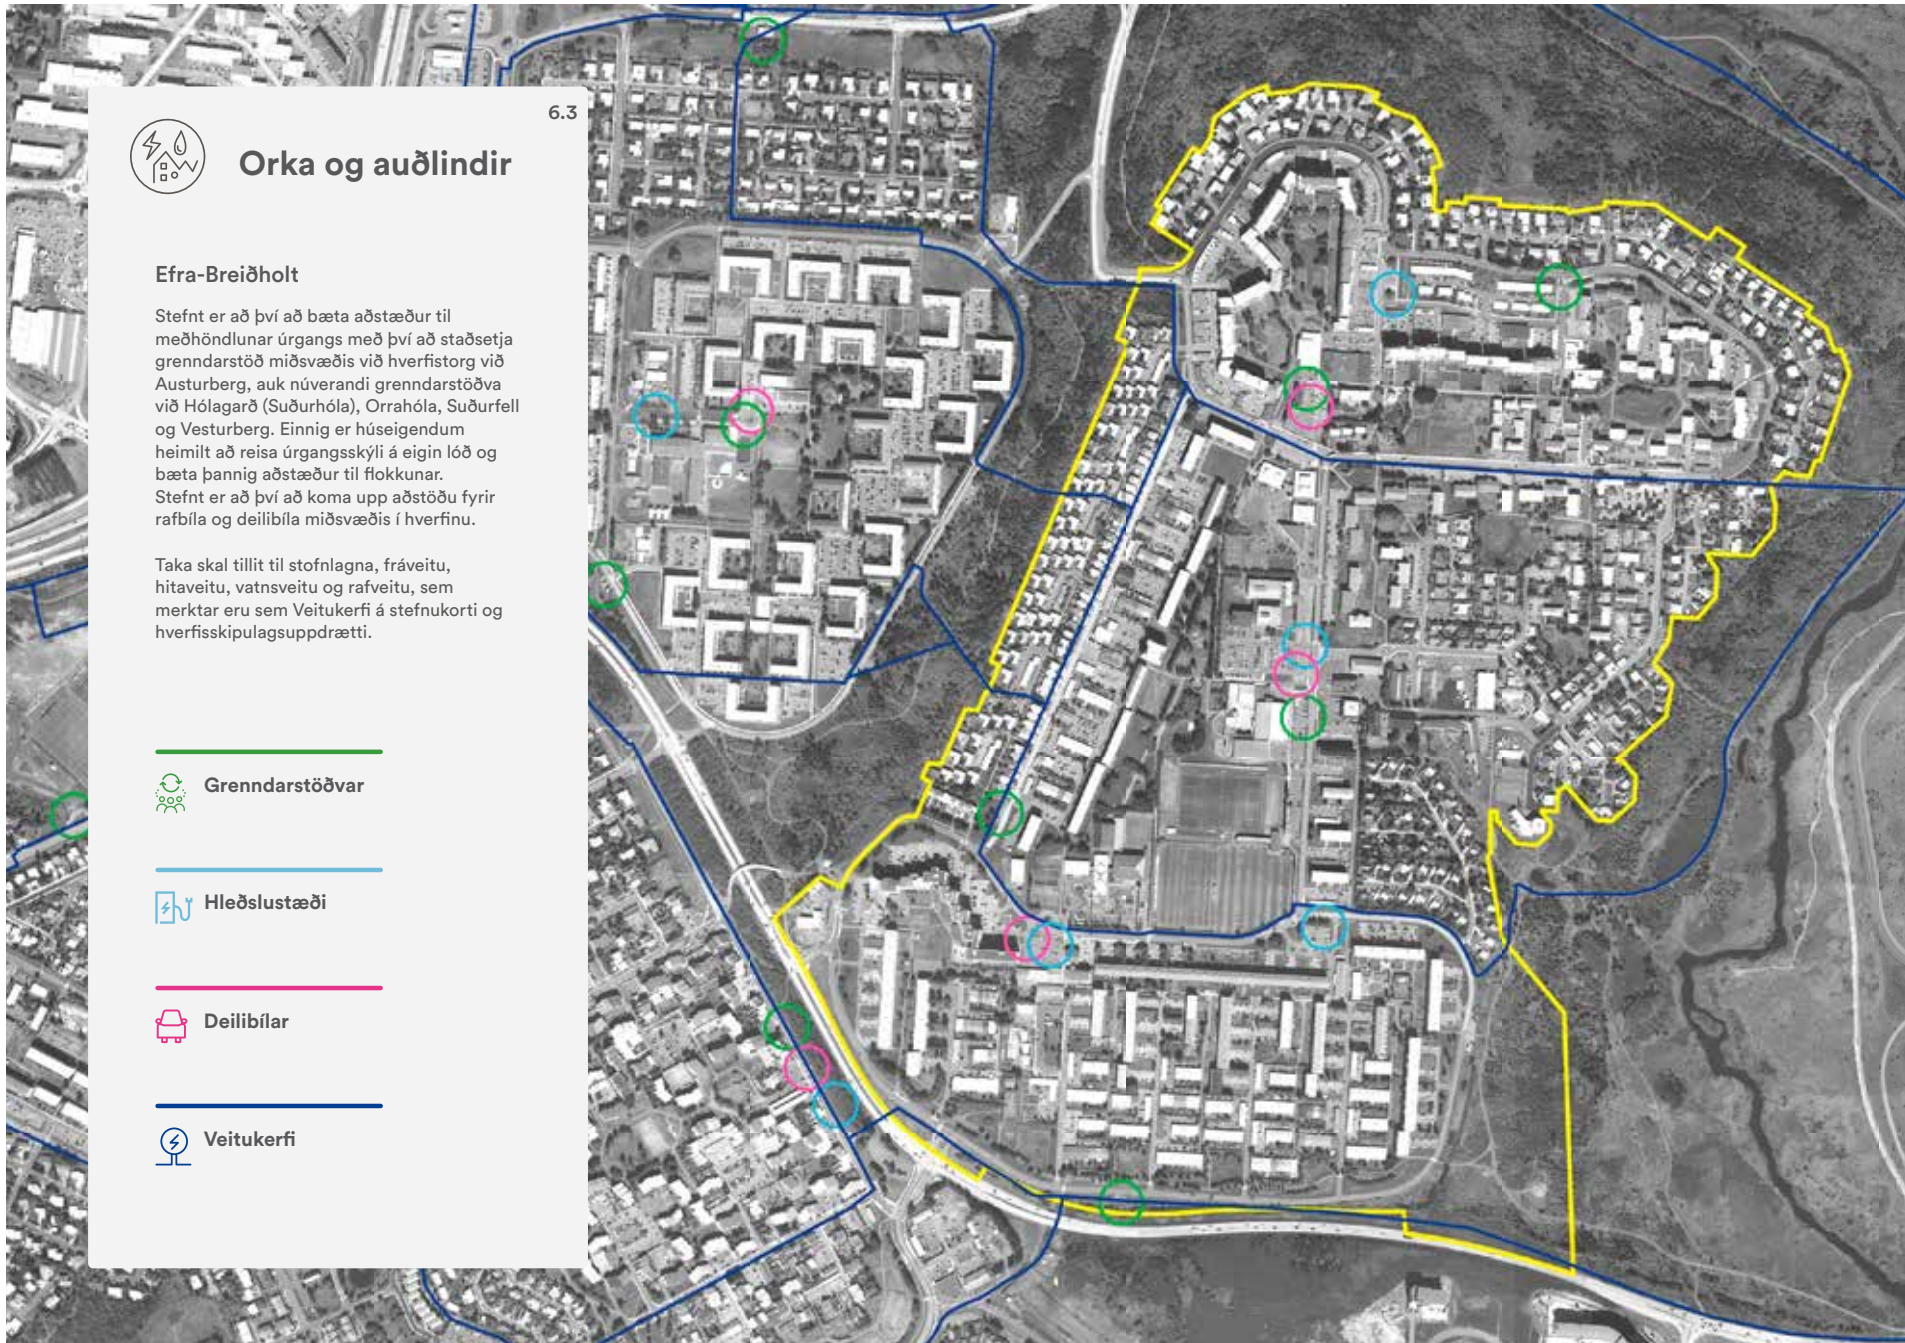 6.3
Orka og auðlindir
Efra-Breiðholt
Stefnt er að því að bæta aðstæður til
meðhöndlunar úrgangs með því að staðsetja
grenndarstöð miðsvæðis við hverfistorg við
Austurberg, auk núverandi grenndarstöðva
við Hólagarð (Suðurhóla), Orrahóla, Suðurfell
og Vesturberg. Einnig er húseigendum
heimilt að reisa úrgangsskýli á eigin lóð og
bæta þannig aðstæður til flokkunar.
Stefnt er að því að koma upp aðstöðu fyrir
rafbíla og deilibíla miðsvæðis í hverfinu.
Taka skal tillit til stofnlagna, fráveitu,
hitaveitu, vatnsveitu og rafveitu, sem
merktar eru sem Veitukerfi á stefnukorti og
hverfisskipulagsuppdrætti.
Grenndarstöðvar
Hleðslustæði
Deilibílar
Veitukerfi